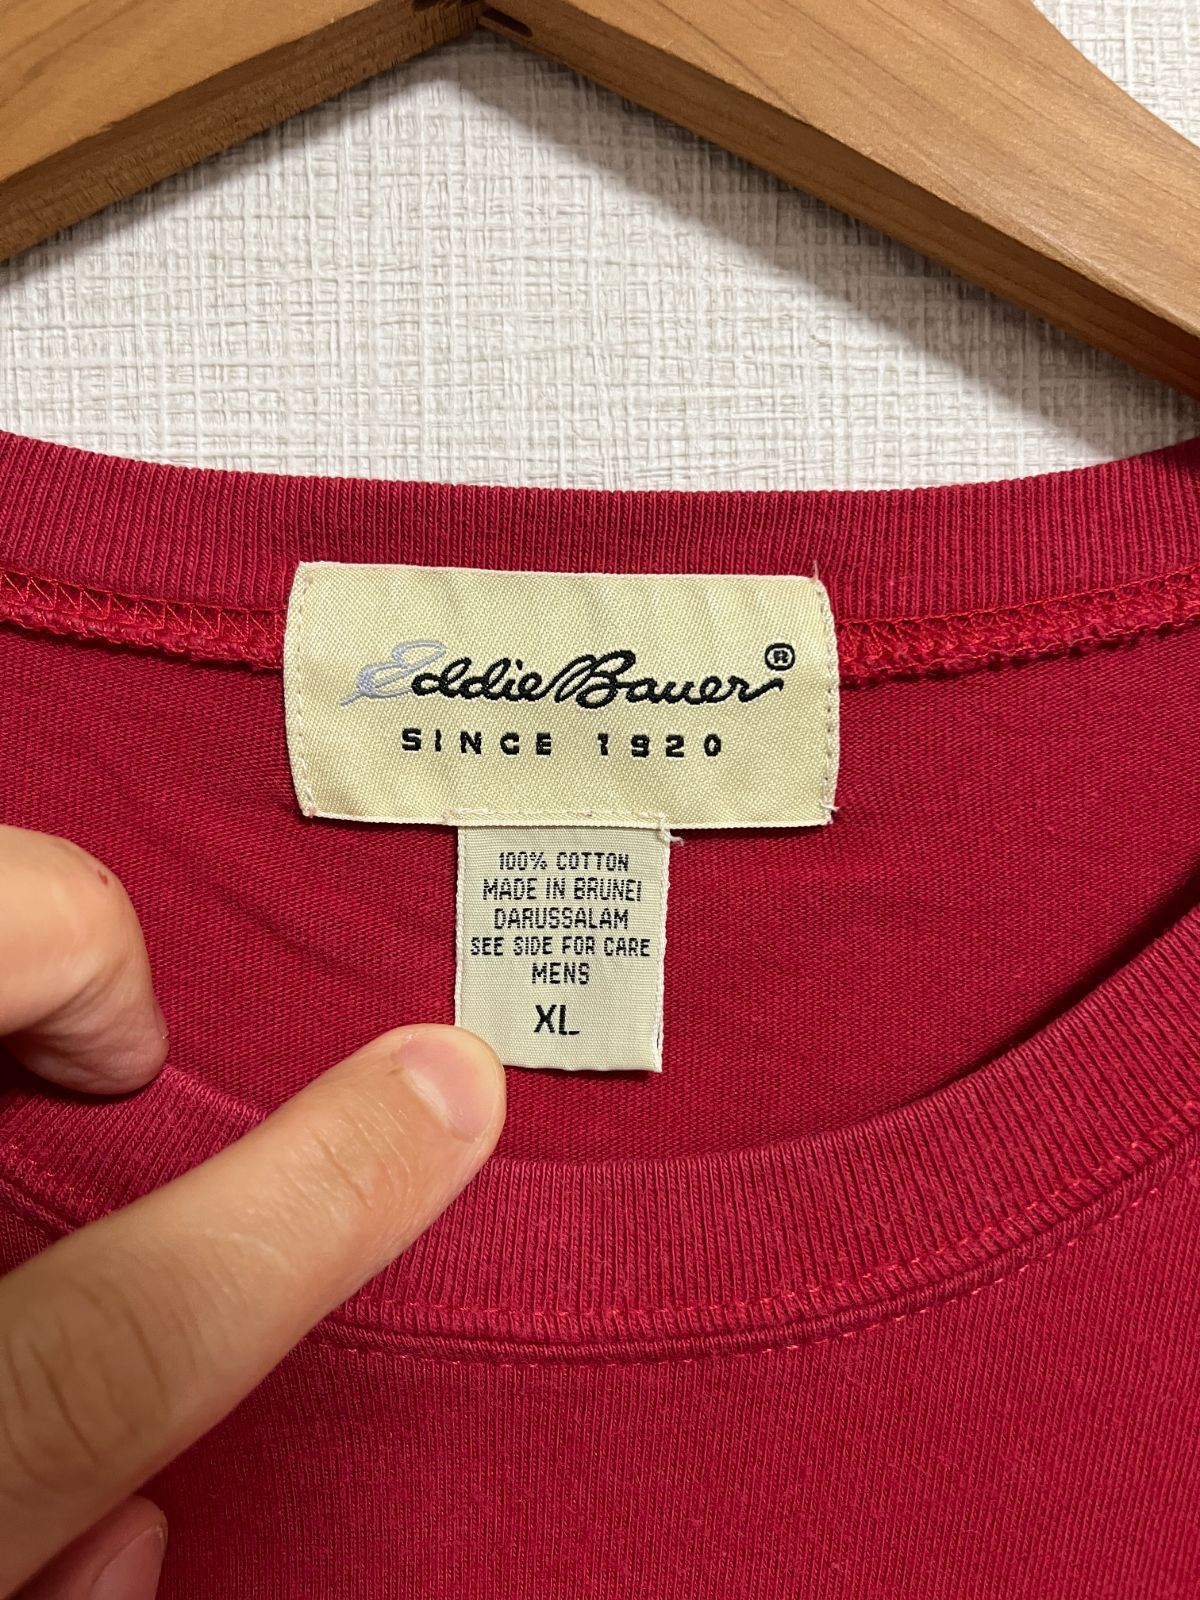 Eddie Bauer®
SINCE 1920
100% COTTON
MADE IN BRUNEI
DARUSSALAM
SEE SIDE FOR CARE
MENS
XL